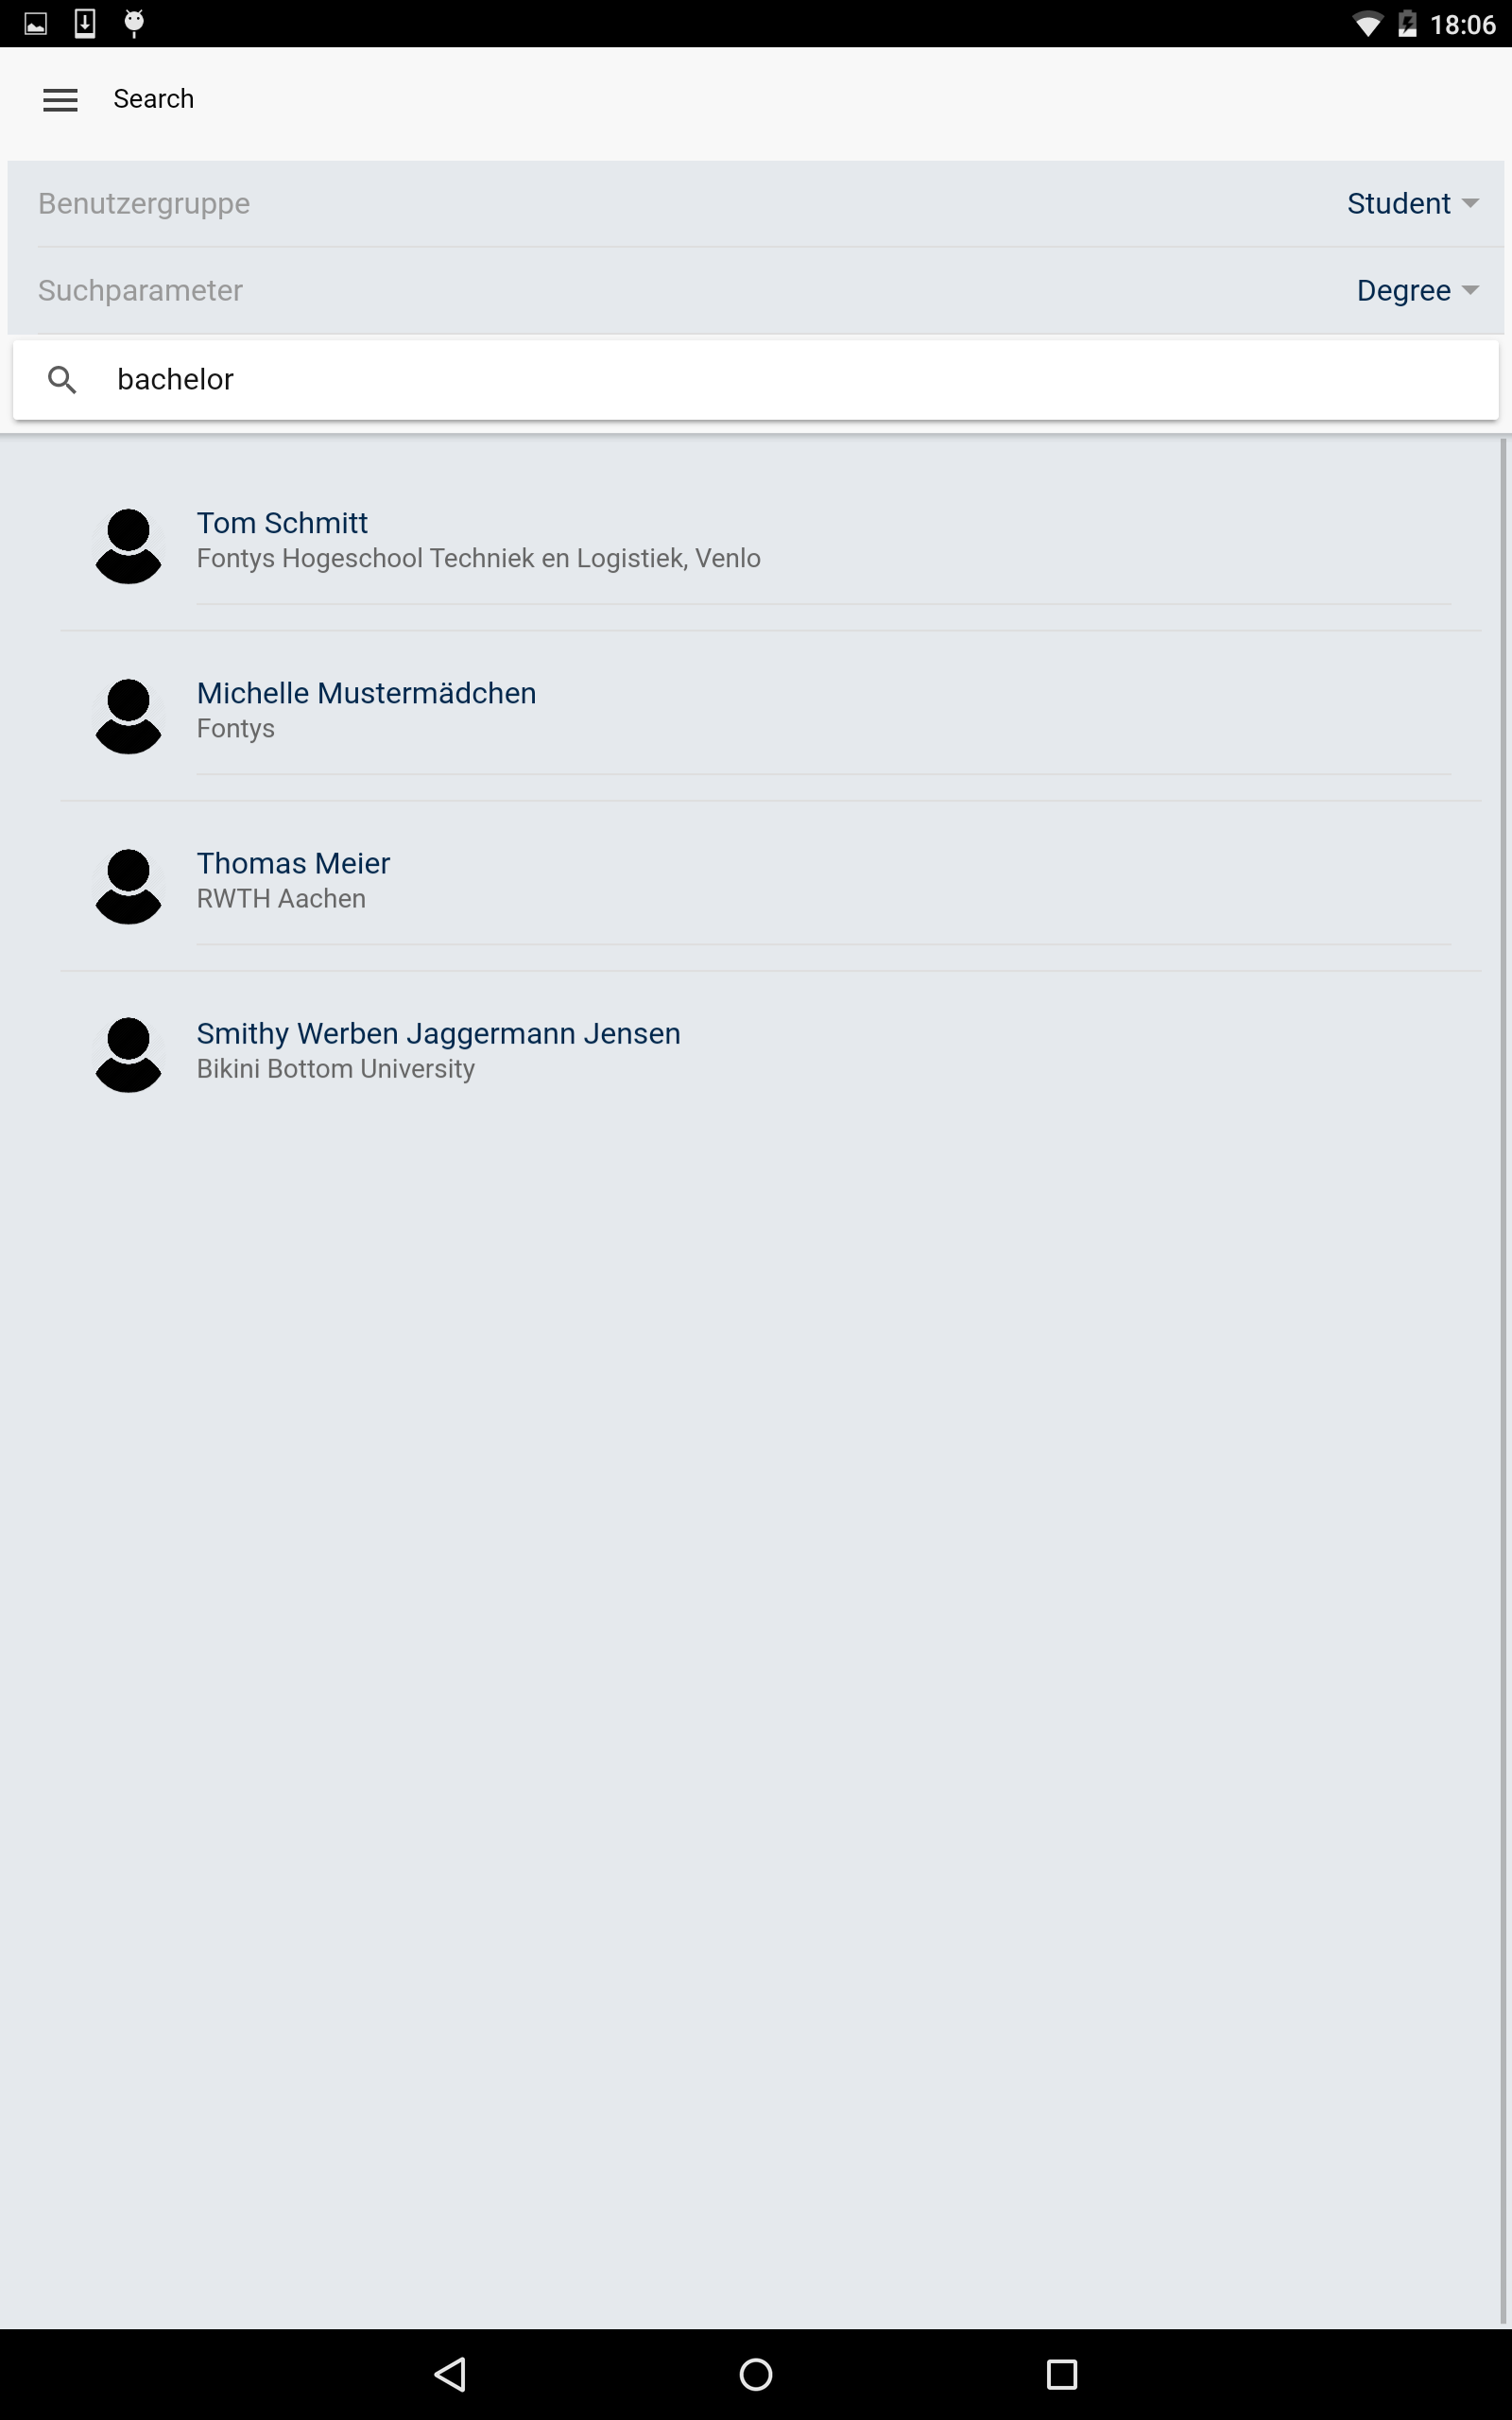 18:06
Search
Benutzergruppe Student
Suchparameter Degree
bachelor
Tom Schmitt
Fontys Hogeschool Techniek en Logistiek, Venlo
Michelle Mustermädchen
Fontys
Thomas Meier
RWTH Aachen
Smithy Werben Jaggermann Jensen
Bikini Bottom University